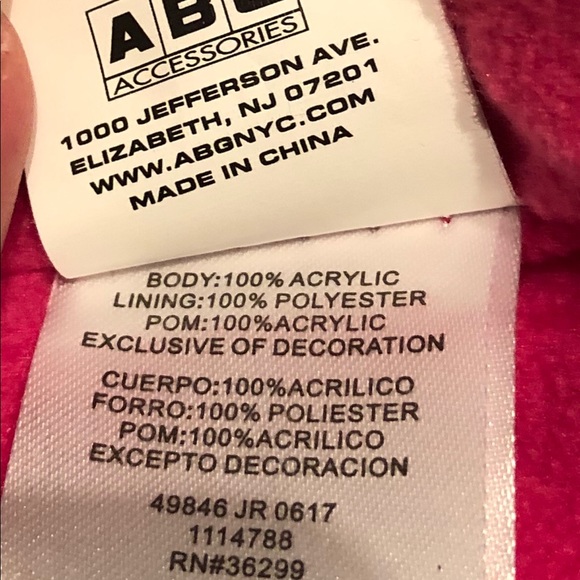 ABG
ACCESSORIES
1000 JEFFERSON AVE.
ELIZABETH, NJ 07201
WWW.ABGNYC.COM
MADE IN CHINA
BODY:100% ACRYLIC
LINING:100% POLYESTER
POM:100%ACRYLIC
EXCLUSIVE OF DECORATION
CUERPO:100%ACRILICO
FORRO:100% POLIESTER
POM:100%ACRILICO
EXCEPTO DECORACION
49846 JR 0617
1114788
RN#36299